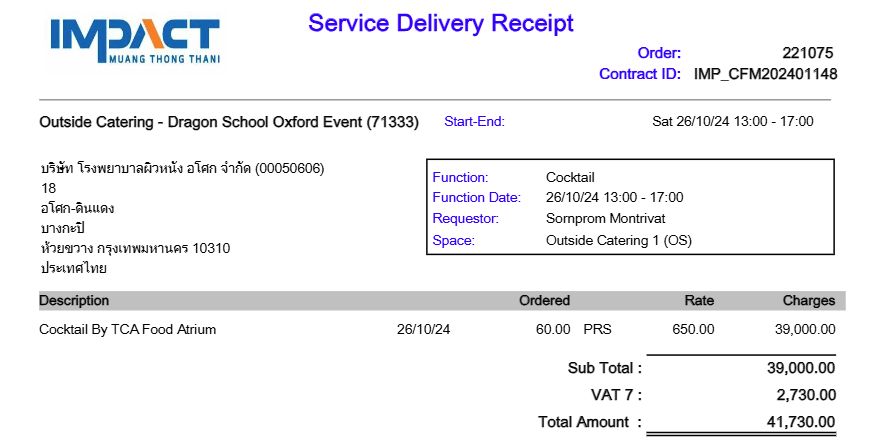 IMPACT
MUANG THONG THANI
Service Delivery Receipt
Order: 221075
Contract ID: IMP_CFM202401148
Outside Catering - Dragon School Oxford Event (71333) Start-End: Sat 26/10/24 13:00 - 17:00
บริษัท โรงพยาบาลผิวหนัง อโศก จำกัด (00050606)
18
อโศก-ดินแดง
บางกะปิ
ห้วยขวาง กรุงเทพมหานคร 10310
ประเทศไทย
Function: Cocktail
Function Date: 26/10/24 13:00 - 17:00
Requestor: Sornprom Montrivat
Space: Outside Catering 1 (OS)
Description Ordered Rate Charges
Cocktail By TCA Food Atrium 26/10/24 60.00 PRS 650.00 39,000.00
Sub Total : 39,000.00
VAT 7 : 2,730.00
Total Amount : 41,730.00